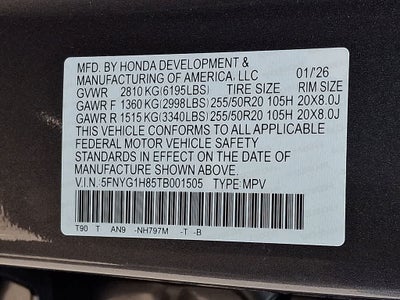 MFD. BY HONDA DEVELOPMENT &
MANUFACTURING OF AMERICA, LLC 01/'26
GVWR 2810 KG(6195LBS) TIRE SIZE RIM SIZE
GAWR F 1360 KG(2998LBS) 255/50R20 105H 20X8.0J
GAWR R 1515 KG(3340LBS) 255/50R20 105H 20X8.0J
THIS VEHICLE CONFORMS TO ALL APPLICABLE
FEDERAL MOTOR VEHICLE SAFETY
STANDARDS IN EFFECT ON THE DATE OF
MANUFACTURE SHOWN ABOVE.
V.I.N. 5FNYG1H85TB001505 TYPE:MPV
T90 T AN9 -NH797M -T -B